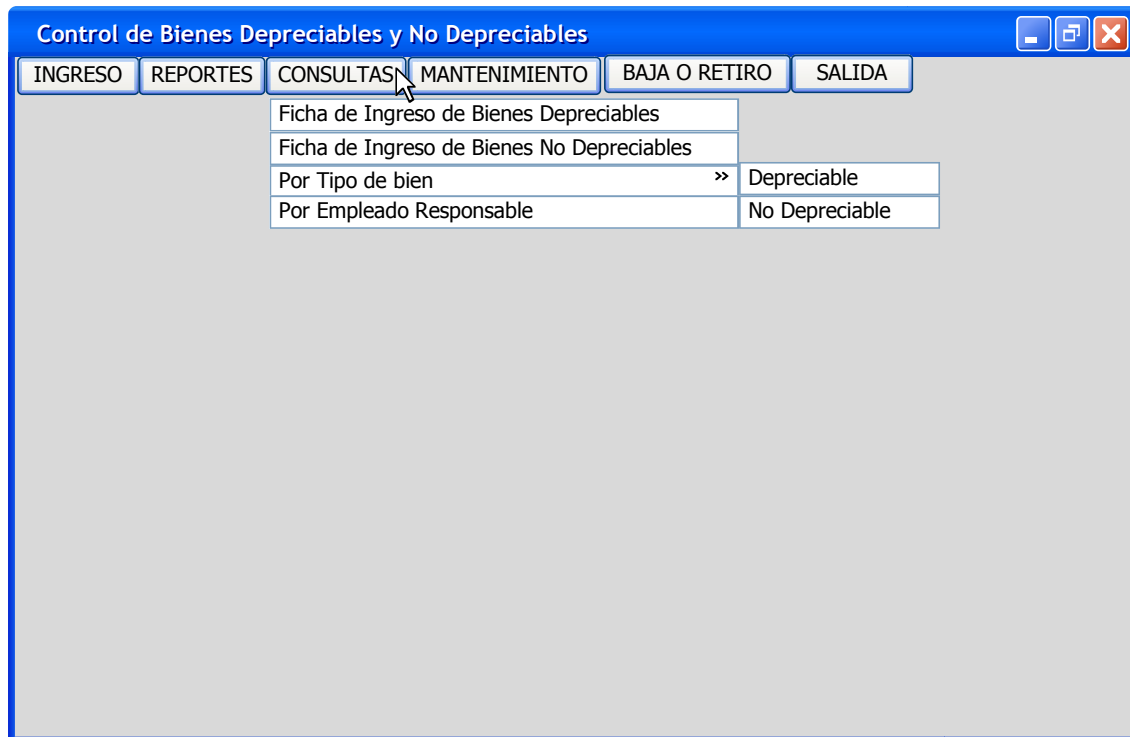 Control de Bienes Depreciables y No Depreciables
INGRESO REPORTES CONSULTAS MANTENIMIENTO BAJA O RETIRO SALIDA
Ficha de Ingreso de Bienes Depreciables
Ficha de Ingreso de Bienes No Depreciables
Por Tipo de bien » Depreciable
Por Empleado Responsable No Depreciable